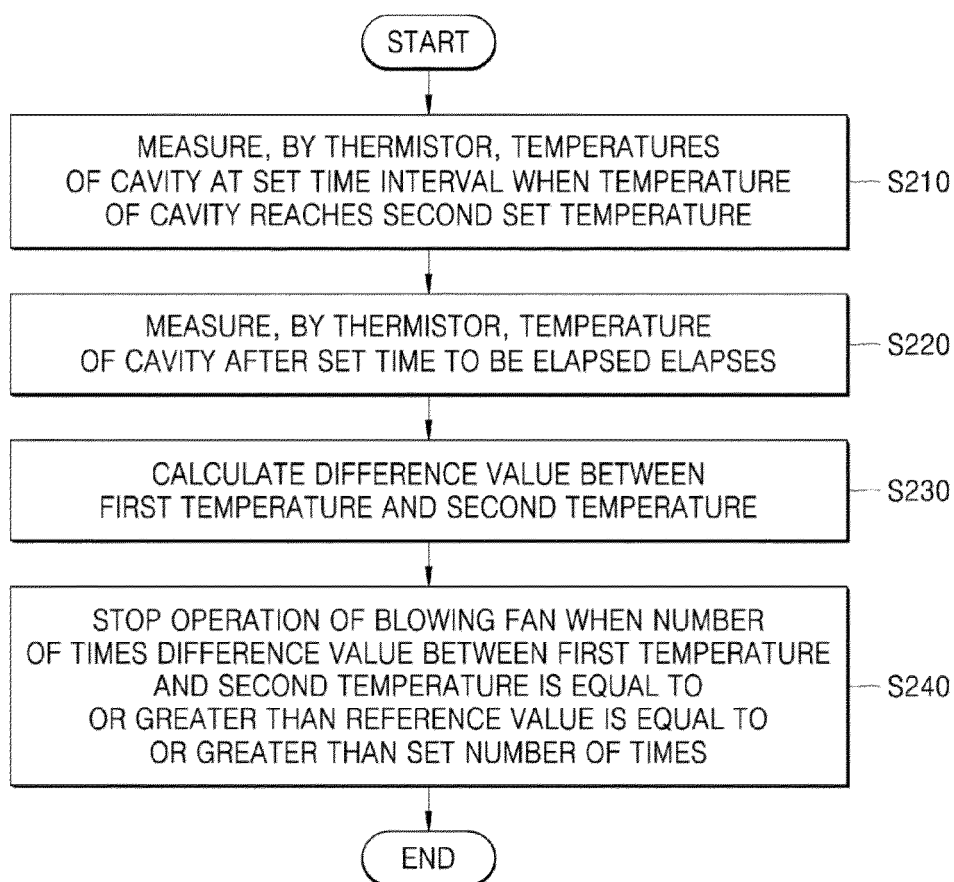 START
MEASURE, BY THERMISTOR, TEMPERATURES
OF CAVITY AT SET TIME INTERVAL WHEN TEMPERATURE
OF CAVITY REACHES SECOND SET TEMPERATURE
S210
MEASURE, BY THERMISTOR, TEMPERATURE
OF CAVITY AFTER SET TIME TO BE ELAPSED ELAPSES
S220
CALCULATE DIFFERENCE VALUE BETWEEN
FIRST TEMPERATURE AND SECOND TEMPERATURE
S230
STOP OPERATION OF BLOWING FAN WHEN NUMBER
OF TIMES DIFFERENCE VALUE BETWEEN FIRST TEMPERATURE
AND SECOND TEMPERATURE IS EQUAL TO
OR GREATER THAN REFERENCE VALUE IS EQUAL TO
OR GREATER THAN SET NUMBER OF TIMES
S240
END